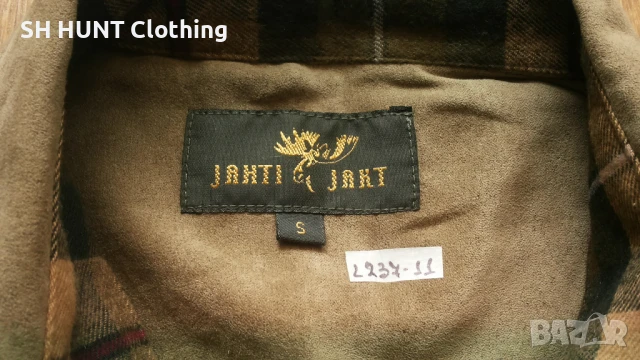 SH HUNT Clothing
JAHTI JAKT
S
2237-11
BAZAR